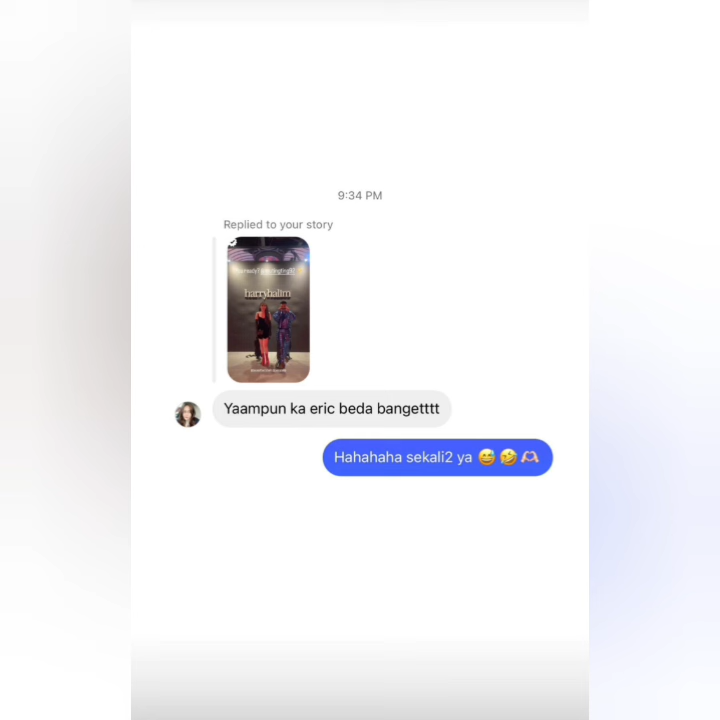 9:34 PM
Replied to your story
harryhalim
Yaampun ka eric beda bangetttt
Hahahaha sekali2 ya 😅🤣🫶